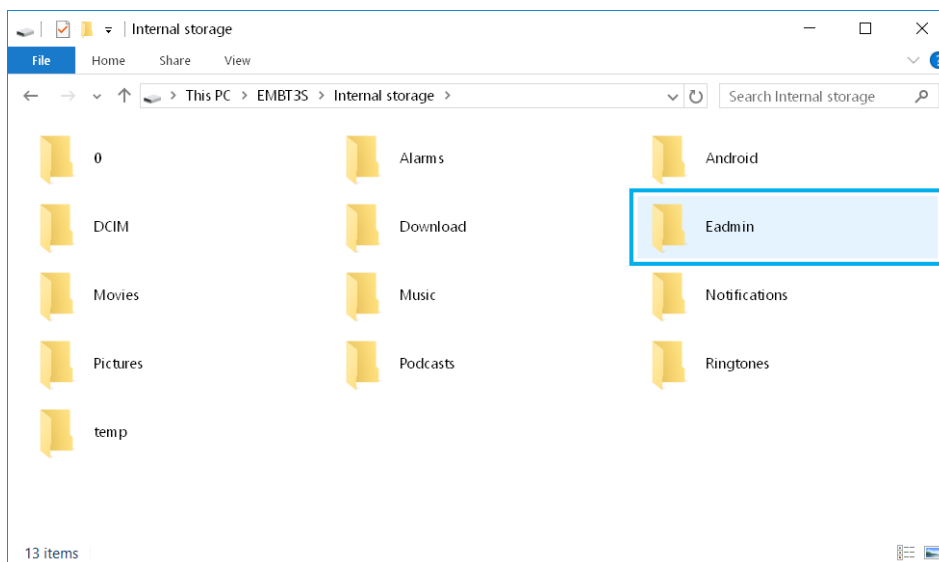 Internal storage
File Home Share View
This PC > EMBT3S > Internal storage >
Search Internal storage
0 Alarms Android
DCIM Download Eadmin
Movies Music Notifications
Pictures Podcasts Ringtones
temp
13 items